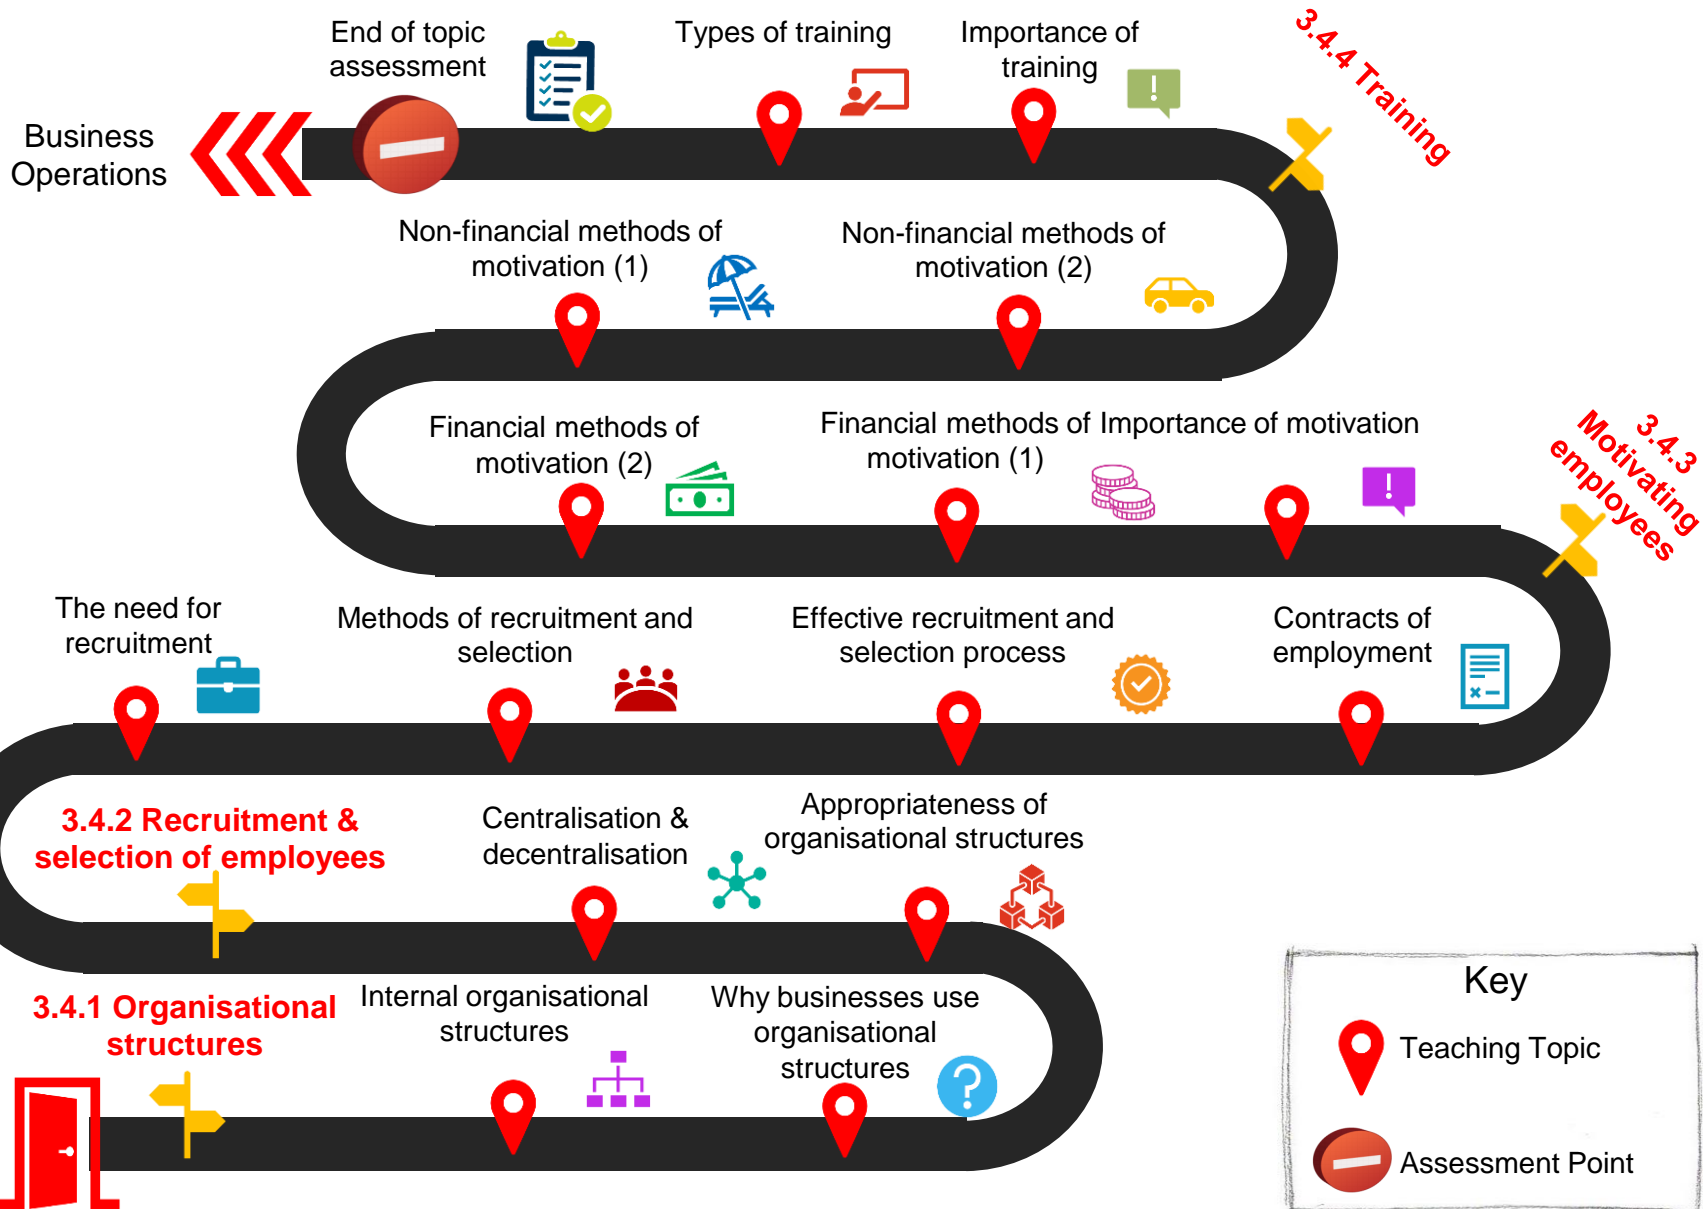 End of topic
assessment
Types of training
Importance of
training
3.4.4 Training
Business
Operations
Non-financial methods of
motivation (1)
Non-financial methods of
motivation (2)
Financial methods of
motivation (2)
Financial methods of
motivation (1)
Importance of motivation
3.4.3
Motivating
employees
The need for
recruitment
Methods of recruitment and
selection
Effective recruitment and
selection process
Contracts of
employment
3.4.2 Recruitment &
selection of employees
Centralisation &
decentralisation
Appropriateness of
organisational structures
3.4.1 Organisational
structures
Internal organisational
structures
Why businesses use
organisational
structures
Key
Teaching Topic
Assessment Point